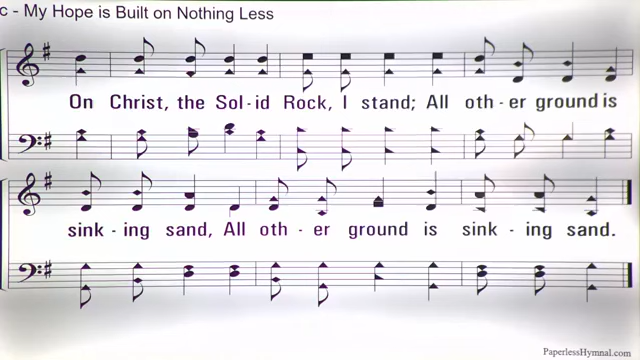 c - My Hope is Built on Nothing Less
On Christ, the Sol - id Rock, I stand; All oth - er ground is
sink - ing sand, All oth - er ground is sink - ing sand.
PaperlessHymnal.com